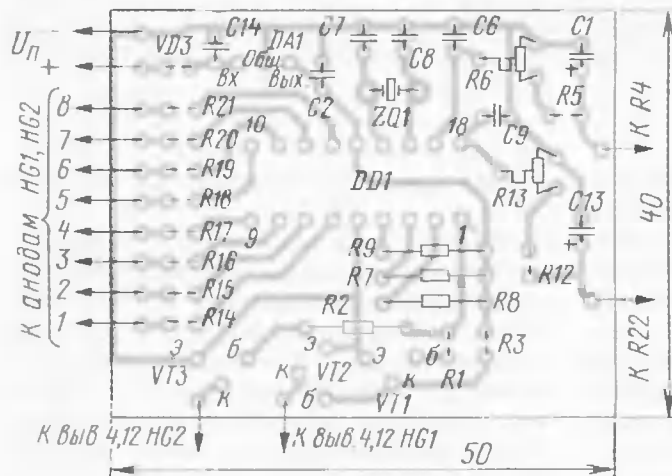 C14 DA1 C7 C6 C1
Uп VD3 Общ C8 R6
+ Вх Вых C2 ZQ1 C9 R5
К анодам HG1, HG2
8 R21
7 R20 10 18 К R4
6 R19 DD1 R13
5 R18 C13
4 R17 9 R9 1 40
+
3 R16 R7 R12
2 R15 R2 R8
1 R14 R3 К R22
Э б Э Э б
VT3 VT2 R1
к к б VT1 к
К выв. 4,12 HG2 К выв. 4,12 HG1
50